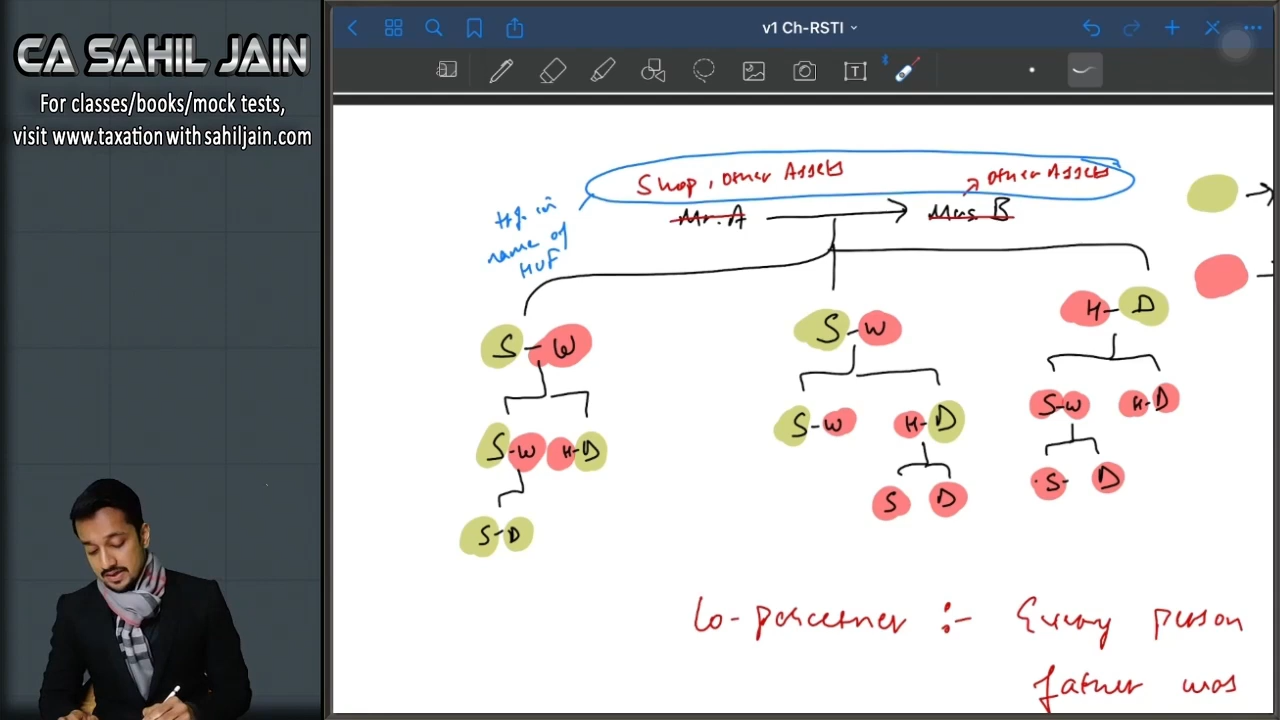 CA SAHIL JAIN
For classes/books/mock tests,
visit www.taxationwithsahiljain.com
v1 Ch-RSTI
T
Shop, Other Assets
Other Assets
Mr. A
Mrs B
in
name of
HUF
S - W
S - W
H - D
S - W H - D
S - W
H - D
S - W
H - D
S - D
S
D
S
D
Co-parcener :- Every person
father was